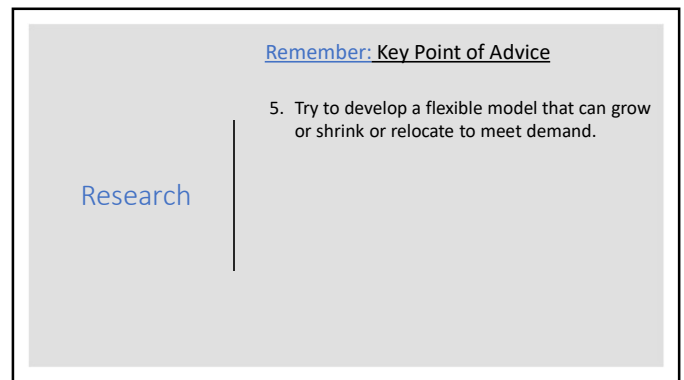 Remember: Key Point of Advice
5. Try to develop a flexible model that can grow
or shrink or relocate to meet demand.
Research